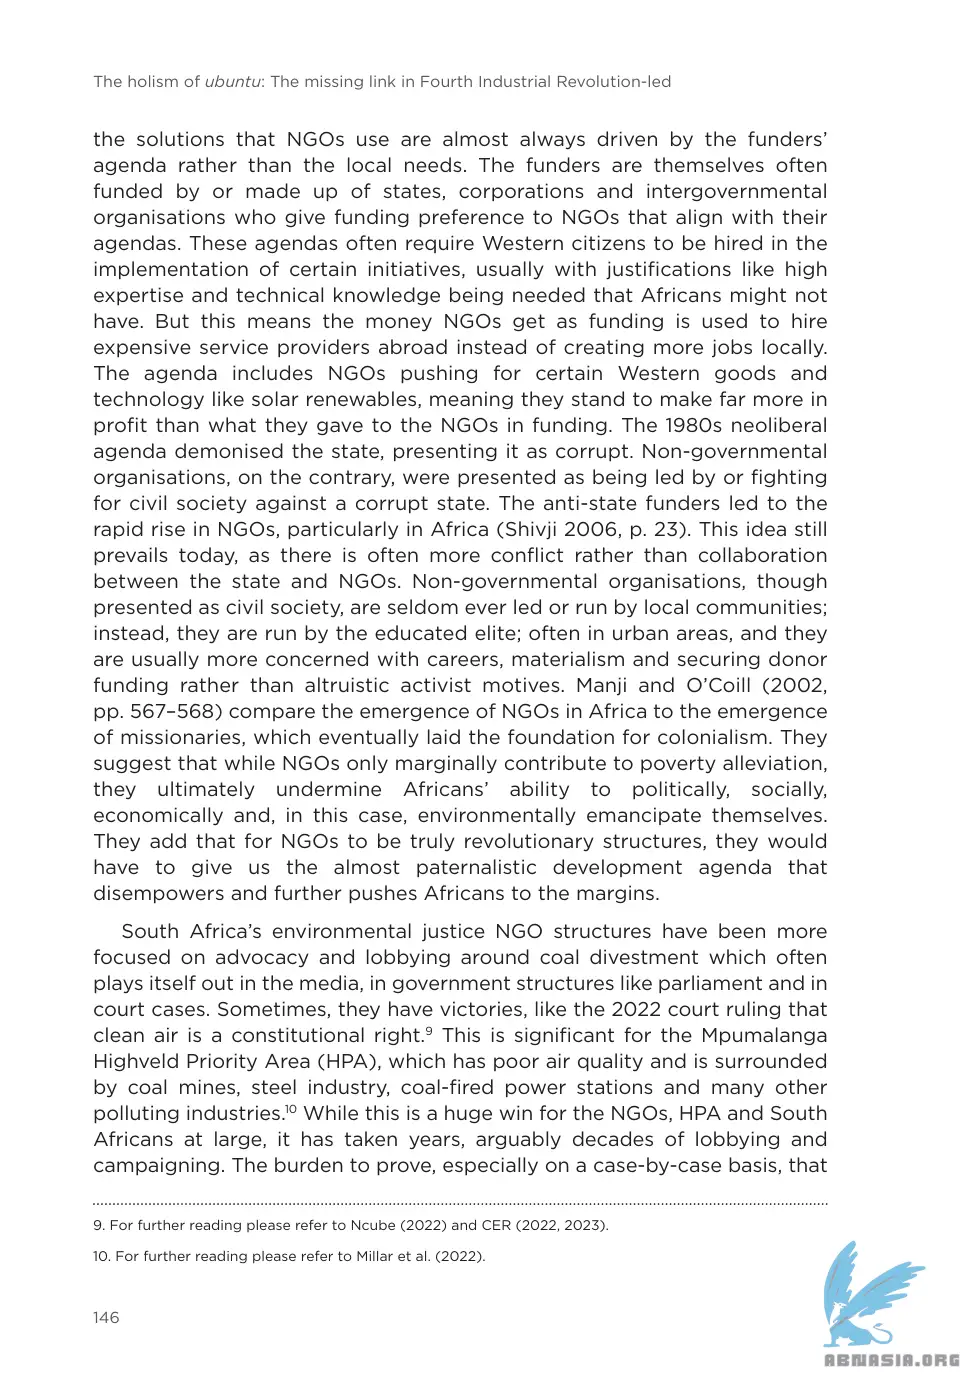 The holism of ubuntu: The missing link in Fourth Industrial Revolution-led
the solutions that NGOs use are almost always driven by the funders’
agenda rather than the local needs. The funders are themselves often
funded by or made up of states, corporations and intergovernmental
organisations who give funding preference to NGOs that align with their
agendas. These agendas often require Western citizens to be hired in the
implementation of certain initiatives, usually with justifications like high
expertise and technical knowledge being needed that Africans might not
have. But this means the money NGOs get as funding is used to hire
expensive service providers abroad instead of creating more jobs locally.
The agenda includes NGOs pushing for certain Western goods and
technology like solar renewables, meaning they stand to make far more in
profit than what they gave to the NGOs in funding. The 1980s neoliberal
agenda demonised the state, presenting it as corrupt. Non-governmental
organisations, on the contrary, were presented as being led by or fighting
for civil society against a corrupt state. The anti-state funders led to the
rapid rise in NGOs, particularly in Africa (Shivji 2006, p. 23). This idea still
prevails today, as there is often more conflict rather than collaboration
between the state and NGOs. Non-governmental organisations, though
presented as civil society, are seldom ever led or run by local communities;
instead, they are run by the educated elite; often in urban areas, and they
are usually more concerned with careers, materialism and securing donor
funding rather than altruistic activist motives. Manji and O’Coill (2002,
pp. 567–568) compare the emergence of NGOs in Africa to the emergence
of missionaries, which eventually laid the foundation for colonialism. They
suggest that while NGOs only marginally contribute to poverty alleviation,
they ultimately undermine Africans’ ability to politically, socially,
economically and, in this case, environmentally emancipate themselves.
They add that for NGOs to be truly revolutionary structures, they would
have to give us the almost paternalistic development agenda that
disempowers and further pushes Africans to the margins.
South Africa’s environmental justice NGO structures have been more
focused on advocacy and lobbying around coal divestment which often
plays itself out in the media, in government structures like parliament and in
court cases. Sometimes, they have victories, like the 2022 court ruling that
clean air is a constitutional right.9 This is significant for the Mpumalanga
Highveld Priority Area (HPA), which has poor air quality and is surrounded
by coal mines, steel industry, coal-fired power stations and many other
polluting industries.10 While this is a huge win for the NGOs, HPA and South
Africans at large, it has taken years, arguably decades of lobbying and
campaigning. The burden to prove, especially on a case-by-case basis, that
9. For further reading please refer to Ncube (2022) and CER (2022, 2023).
10. For further reading please refer to Millar et al. (2022).
146
ABNASIA.ORG